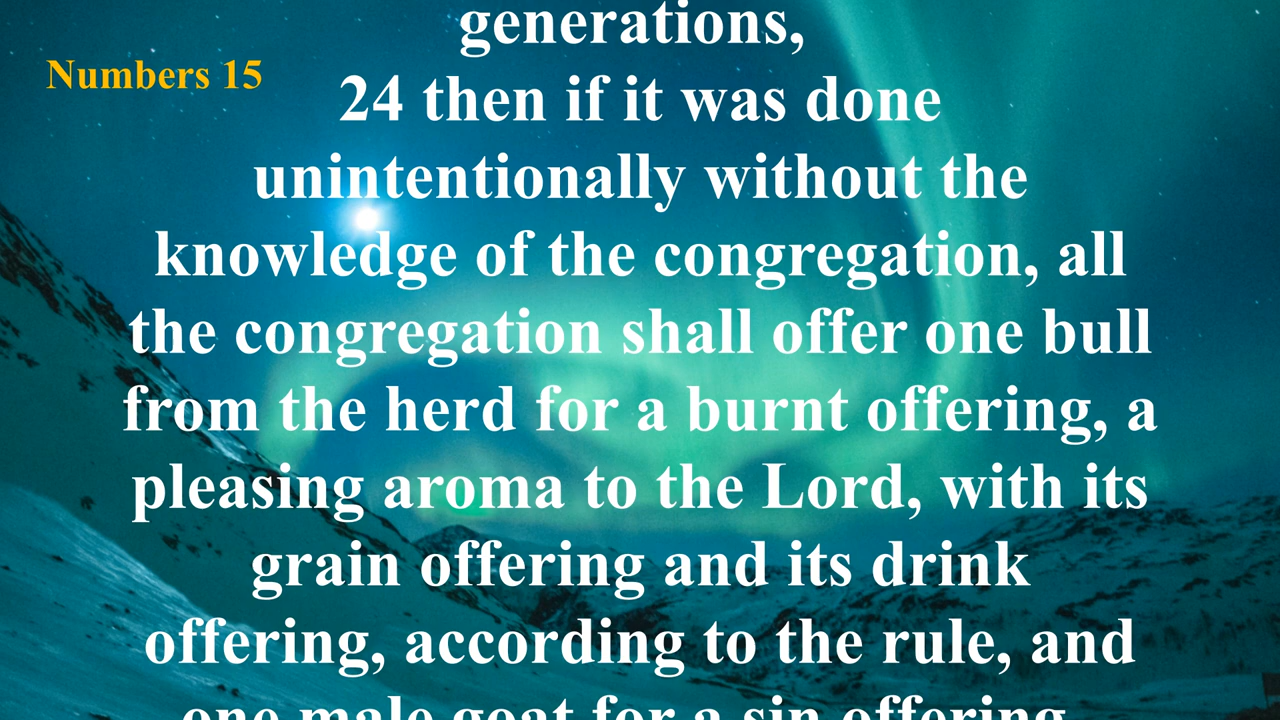 generations,
Numbers 15
24 then if it was done
unintentionally without the
knowledge of the congregation, all
the congregation shall offer one bull
from the herd for a burnt offering, a
pleasing aroma to the Lord, with its
grain offering and its drink
offering, according to the rule, and
one male goat for a sin offering.